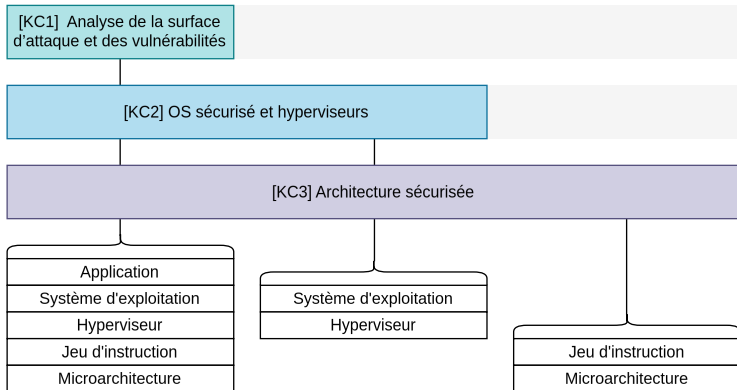 [KC1]  Analyse de la surface
d'attaque et des vulnérabilités
[KC2] OS sécurisé et hyperviseurs
[KC3] Architecture sécurisée
Application
Système d'exploitation
Hyperviseur
Jeu d'instruction
Microarchitecture
Système d'exploitation
Hyperviseur
Jeu d'instruction
Microarchitecture